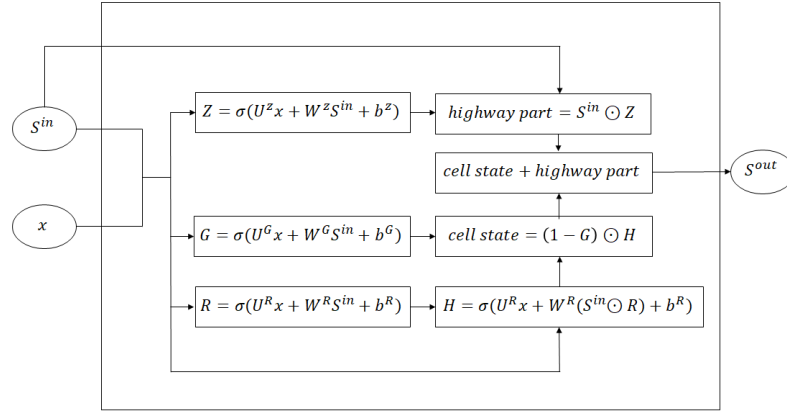 Z = σ(U^z x + W^z S^in + b^z)
highway part = S^in ⊙ Z
S^in
cell state + highway part
S^out
x
G = σ(U^G x + W^G S^in + b^G)
cell state = (1 − G) ⊙ H
R = σ(U^R x + W^R S^in + b^R)
H = σ(U^R x + W^R(S^in ⊙ R) + b^R)